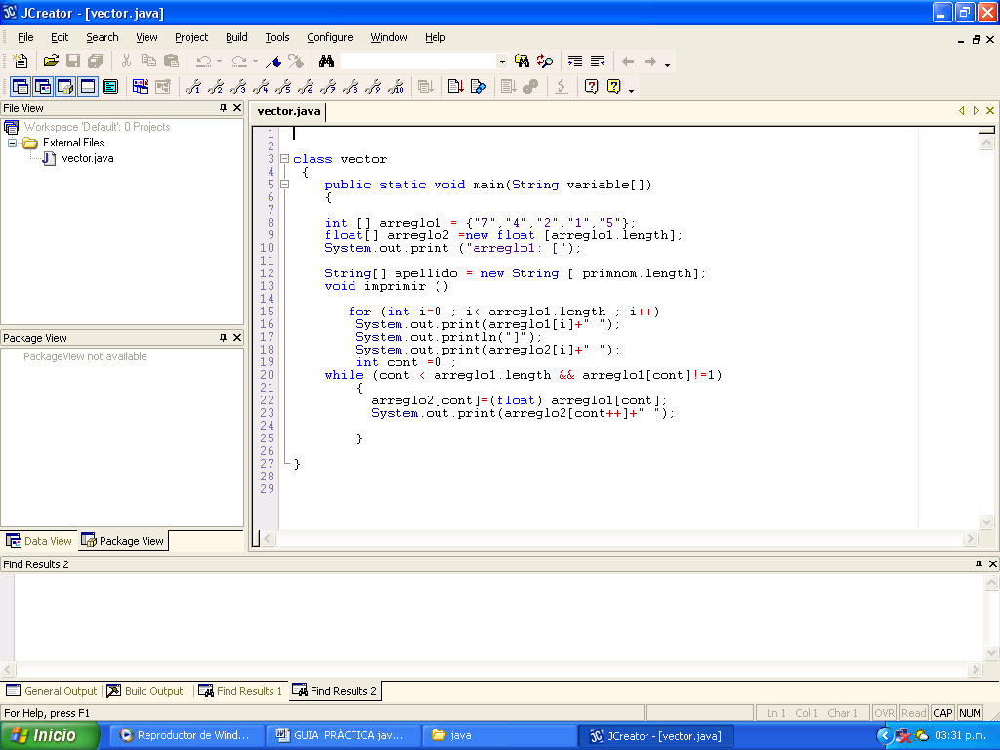 JCreator - [vector.java]
File Edit Search View Project Build Tools Configure Window Help
File View
Workspace 'Default': 0 Projects
External Files
vector.java
Package View
PackageView not available
Data View Package View
vector.java
1
2
3 class vector
4 {
5 public static void main(String variable[])
6 {
7
8 int [] arreglo1 = {"7","4","2","1","5"};
9 float[] arreglo2 =new float [arreglo1.length];
10 System.out.print ("arreglo1: [");
11
12 String[] apellido = new String [ primnom.length];
13 void imprimir ()
14
15 for (int i=0 ; i< arreglo1.length ; i++)
16 System.out.print(arreglo1[i]+" ");
17 System.out.println("]");
18 System.out.print(arreglo2[i]+" ");
19 int cont =0 ;
20 while (cont < arreglo1.length && arreglo1[cont]!=1)
21 {
22 arreglo2[cont]=(float) arreglo1[cont];
23 System.out.print(arreglo2[cont++]+" ");
24
25 }
26
27 }
28
29
Find Results 2
General Output Build Output Find Results 1 Find Results 2
For Help, press F1 Ln 1 Col 1 Char 1 OVR Read CAP NUM
Inicio Reproductor de Wind... GUIA PRÁCTICA jav... java JCreator - [vector.java] 03:31 p.m.